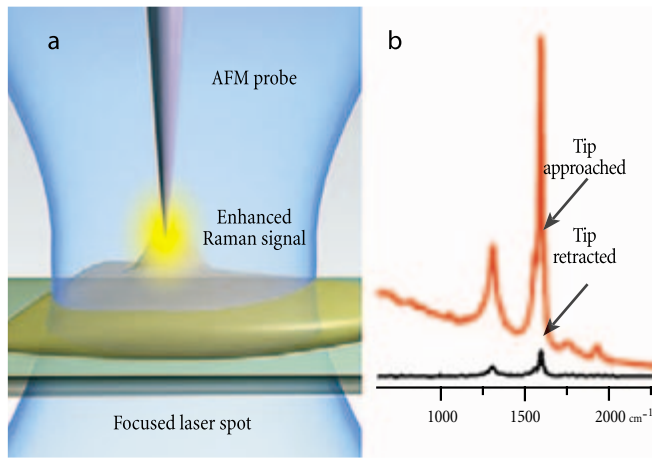 a
AFM probe
Enhanced
Raman signal
Focused laser spot
b
Tip
approached
Tip
retracted
1000 1500 2000 cm⁻¹